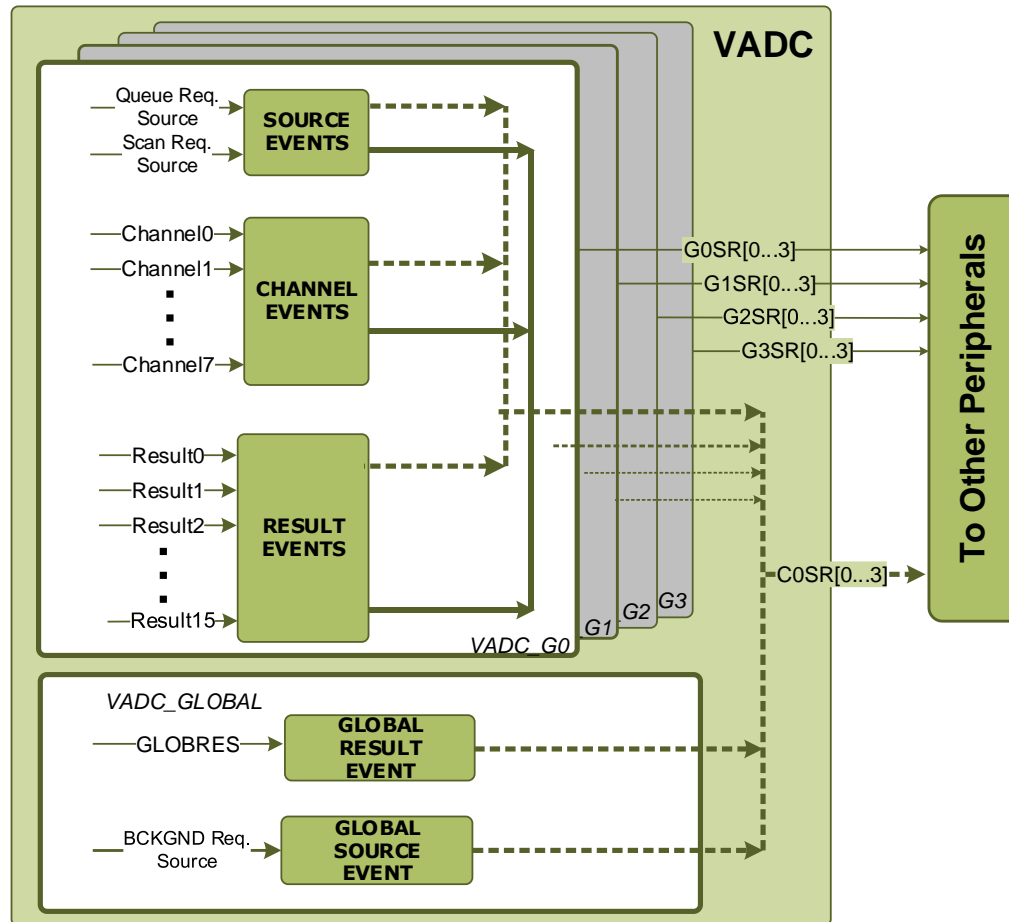 VADC
Queue Req.
Source
Scan Req.
Source
SOURCE
EVENTS
Channel0
Channel1
Channel7
CHANNEL
EVENTS
Result0
Result1
Result2
Result15
RESULT
EVENTS
VADC_G0
G1
G2
G3
G0SR[0...3]
G1SR[0...3]
G2SR[0...3]
G3SR[0...3]
C0SR[0...3]
To Other Peripherals
VADC_GLOBAL
GLOBRES
GLOBAL
RESULT
EVENT
BCKGND Req.
Source
GLOBAL
SOURCE
EVENT